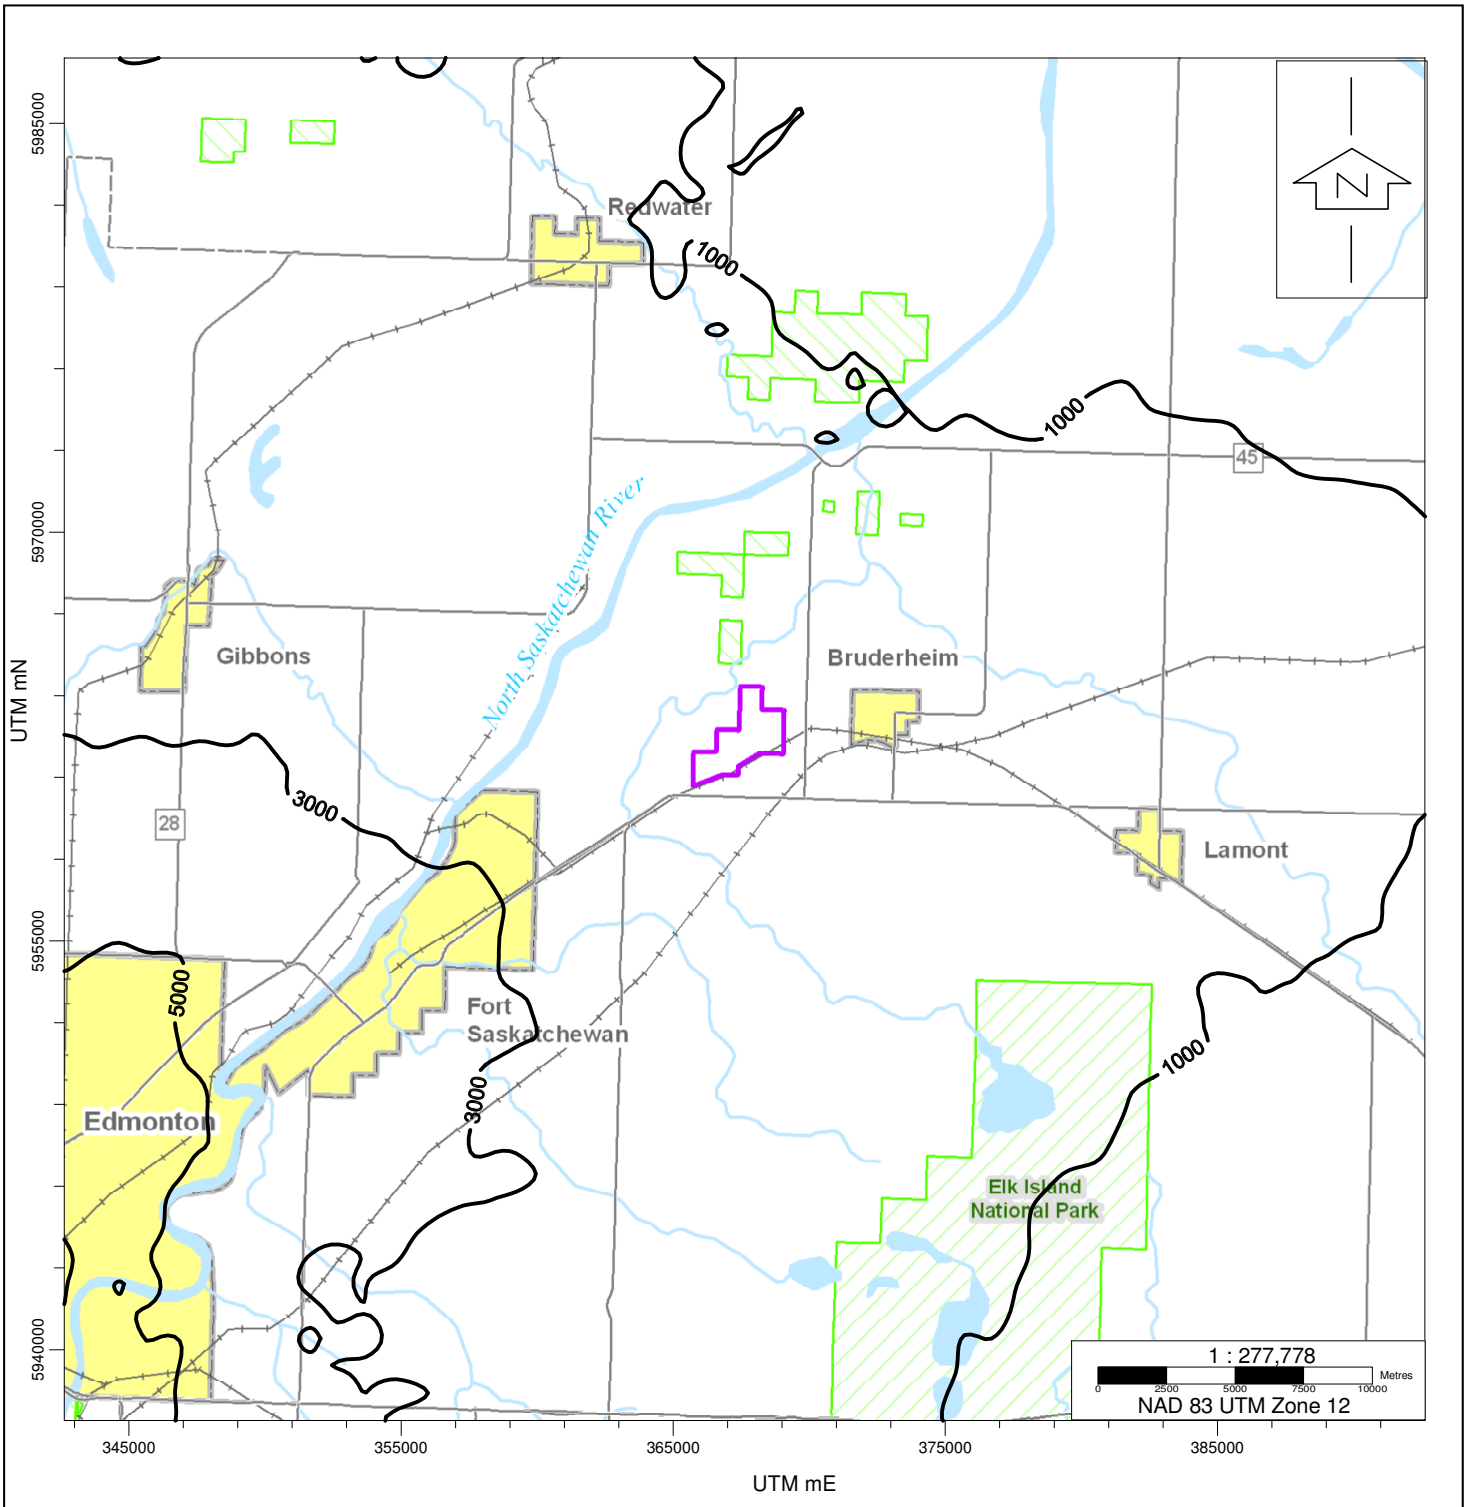 5985000
N
Redwater
1000
1000
45
North Saskatchewan River
5970000
Gibbons
Bruderheim
UTM mN
3000
28
Lamont
5955000
5000
Fort
Saskatchewan
1000
3000
Edmonton
Elk Island
National Park
5940000
1 : 277,778
Metres
0 2500 5000 7500 10000
NAD 83 UTM Zone 12
345000 355000 365000 375000 385000
UTM mE